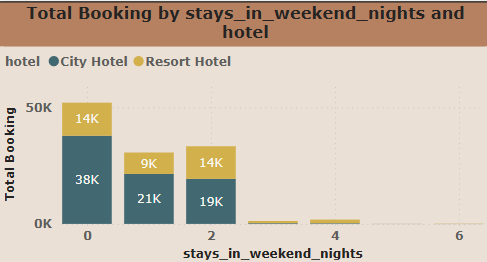 Total Booking by stays_in_weekend_nights and
hotel
hotel City Hotel Resort Hotel
50K
14K
9K
14K
38K
21K
19K
0K
0 2 4 6
Total Booking
stays_in_weekend_nights